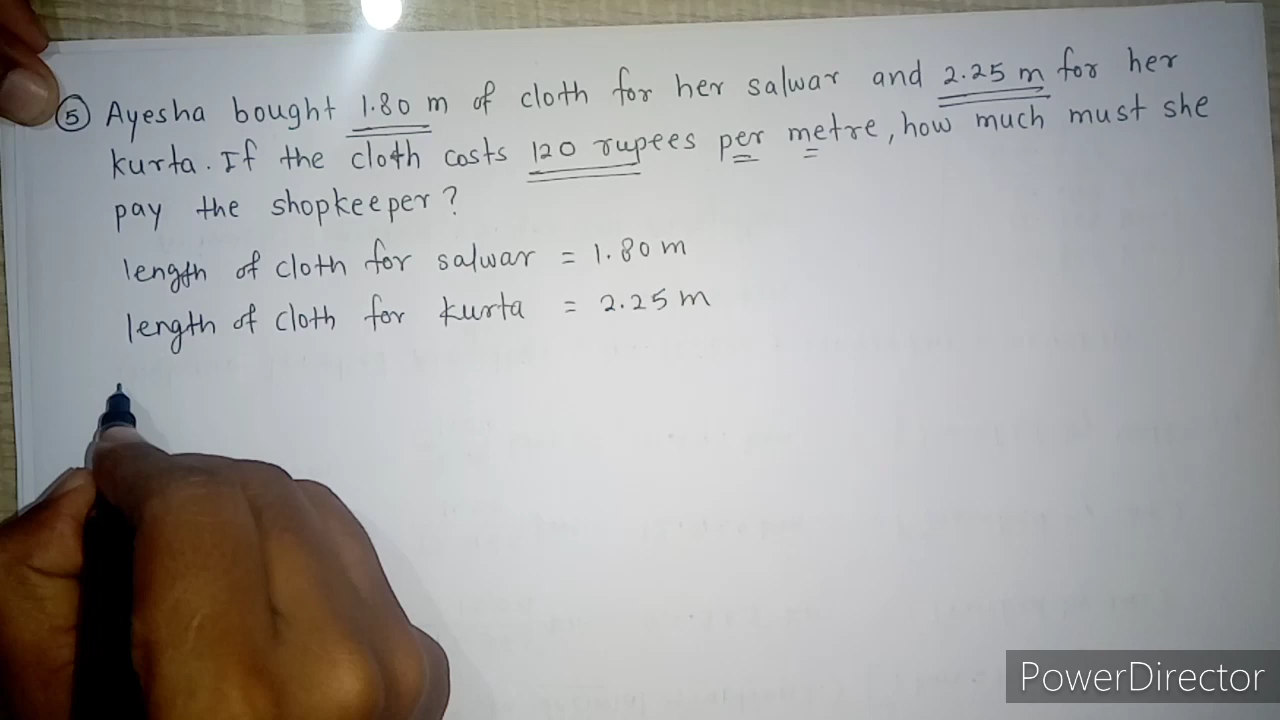 5 Ayesha bought 1.80 m of cloth for her salwar and 2.25 m for her
kurta. If the cloth costs 120 rupees per metre, how much must she
pay the shopkeeper?
length of cloth for salwar = 1.80 m
length of cloth for kurta = 2.25 m
PowerDirector